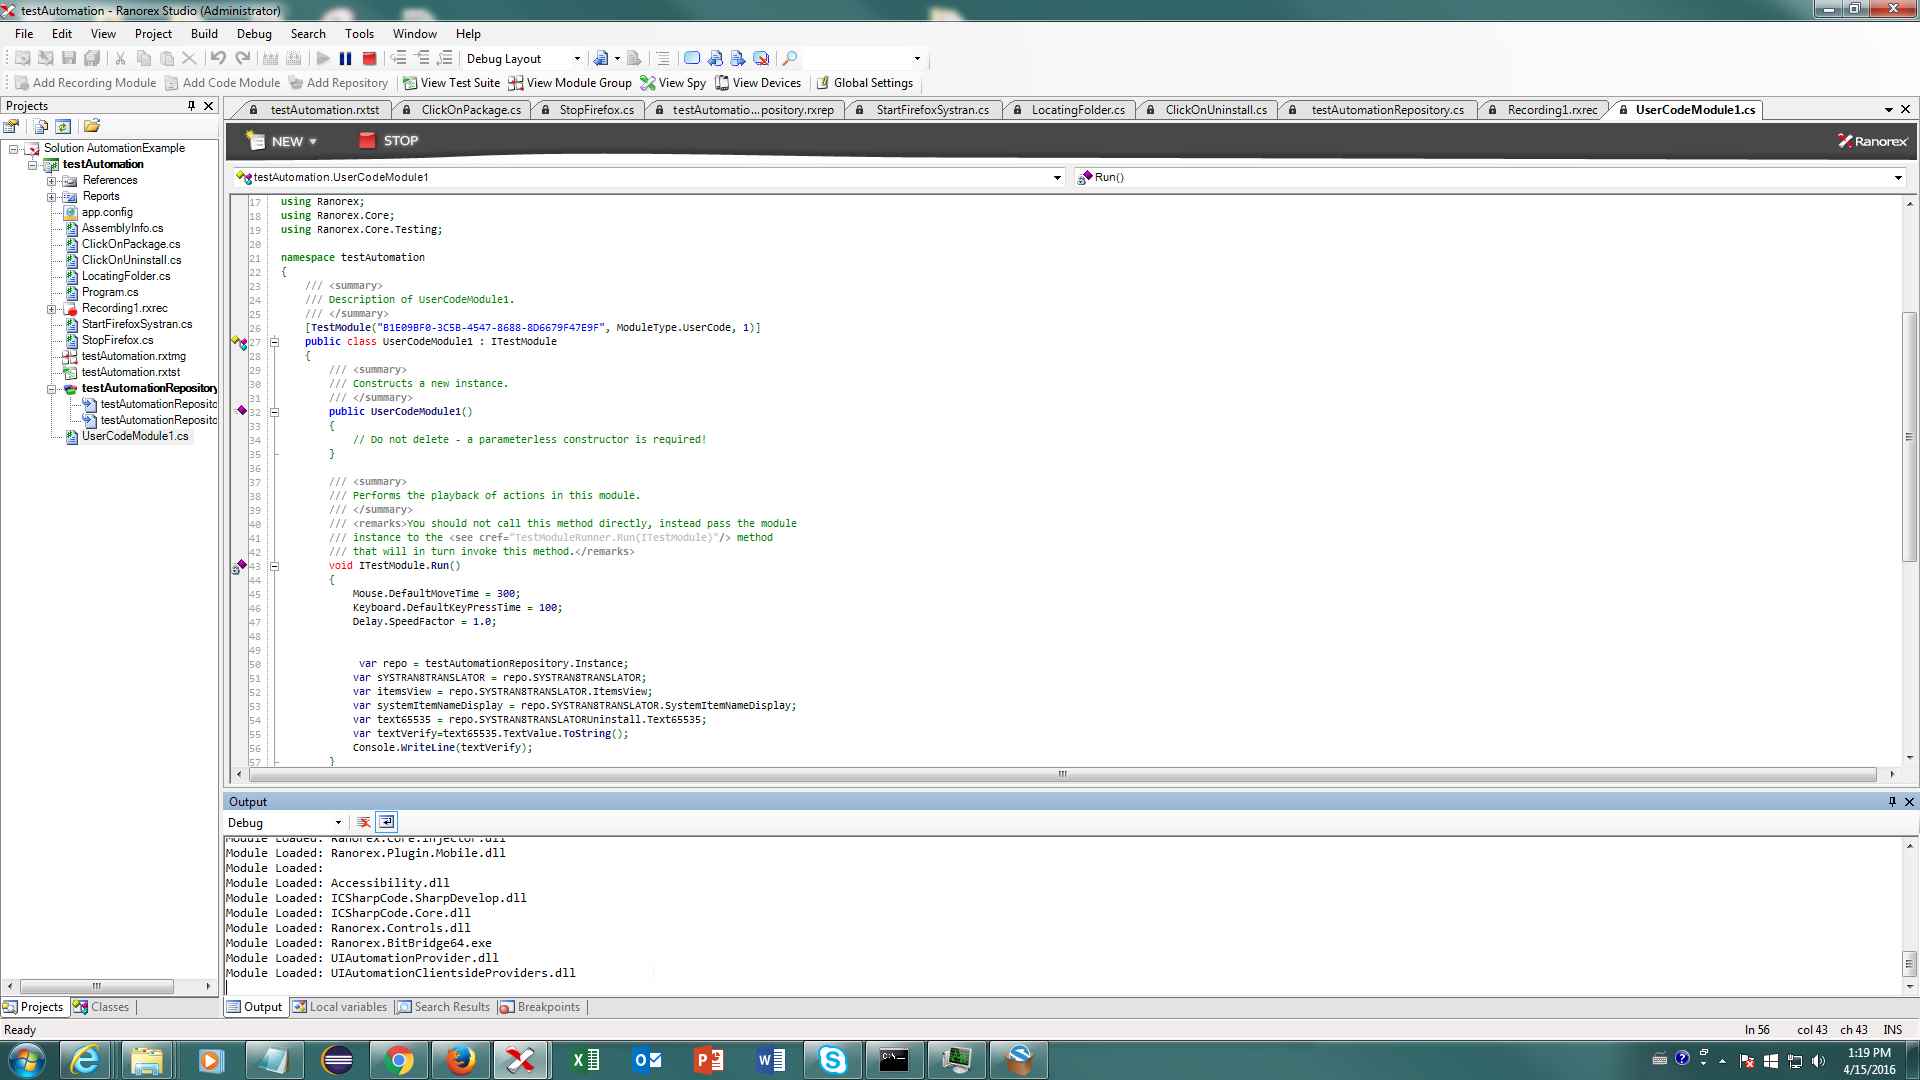 testAutomation - Ranorex Studio (Administrator)
File Edit View Project Build Debug Search Tools Window Help
Debug Layout
Add Recording Module Add Code Module Add Repository View Test Suite View Module Group View Spy View Devices Global Settings
Projects
testAutomation.rxtst ClickOnPackage.cs StopFirefox.cs testAutomatio...pository.rxrep StartFirefoxSystran.cs LocatingFolder.cs ClickOnUninstall.cs testAutomationRepository.cs Recording1.rxrec UserCodeModule1.cs
NEW STOP Ranorex
Solution AutomationExample
testAutomation
References
Reports
app.config
AssemblyInfo.cs
ClickOnPackage.cs
ClickOnUninstall.cs
LocatingFolder.cs
Program.cs
Recording1.rxrec
StartFirefoxSystran.cs
StopFirefox.cs
testAutomation.rxtmg
testAutomation.rxtst
testAutomationRepository
testAutomationReposito
testAutomationReposito
UserCodeModule1.cs
testAutomation.UserCodeModule1 Run()
17 using Ranorex;
18 using Ranorex.Core;
19 using Ranorex.Core.Testing;
20
21 namespace testAutomation
22 {
23 /// <summary>
24 /// Description of UserCodeModule1.
25 /// </summary>
26 [TestModule("B1E09BF0-3C5B-4547-8688-8D6679F47E9F", ModuleType.UserCode, 1)]
27 public class UserCodeModule1 : ITestModule
28 {
29 /// <summary>
30 /// Constructs a new instance.
31 /// </summary>
32 public UserCodeModule1()
33 {
34 // Do not delete - a parameterless constructor is required!
35 }
36
37 /// <summary>
38 /// Performs the playback of actions in this module.
39 /// </summary>
40 /// <remarks>You should not call this method directly, instead pass the module
41 /// instance to the <see cref="TestModuleRunner.Run(ITestModule)"/> method
42 /// that will in turn invoke this method.</remarks>
43 void ITestModule.Run()
44 {
45 Mouse.DefaultMoveTime = 300;
46 Keyboard.DefaultKeyPressTime = 100;
47 Delay.SpeedFactor = 1.0;
48
49
50 var repo = testAutomationRepository.Instance;
51 var sYSTRAN8TRANSLATOR = repo.SYSTRAN8TRANSLATOR;
52 var itemsView = repo.SYSTRAN8TRANSLATOR.ItemsView;
53 var systemItemNameDisplay = repo.SYSTRAN8TRANSLATOR.SystemItemNameDisplay;
54 var text65535 = repo.SYSTRAN8TRANSLATORUninstall.Text65535;
55 var textVerify=text65535.TextValue.ToString();
56 Console.WriteLine(textVerify);
57 }
Output
Debug
Module Loaded: Ranorex.Core.Injector.dll
Module Loaded: Ranorex.Plugin.Mobile.dll
Module Loaded:
Module Loaded: Accessibility.dll
Module Loaded: ICSharpCode.SharpDevelop.dll
Module Loaded: ICSharpCode.Core.dll
Module Loaded: Ranorex.Controls.dll
Module Loaded: Ranorex.BitBridge64.exe
Module Loaded: UIAutomationProvider.dll
Module Loaded: UIAutomationClientsideProviders.dll
Projects Classes Output Local variables Search Results Breakpoints
Ready ln 56 col 43 ch 43 INS
1:19 PM
4/15/2016